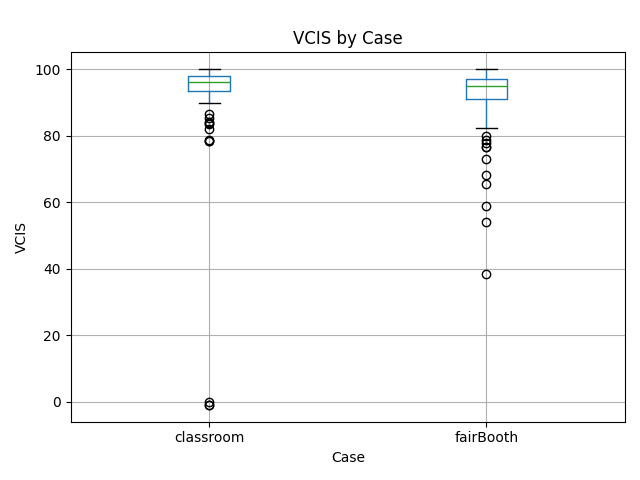 VCIS by Case
100
80
60
40
20
0
VCIS
classroom
fairBooth
Case